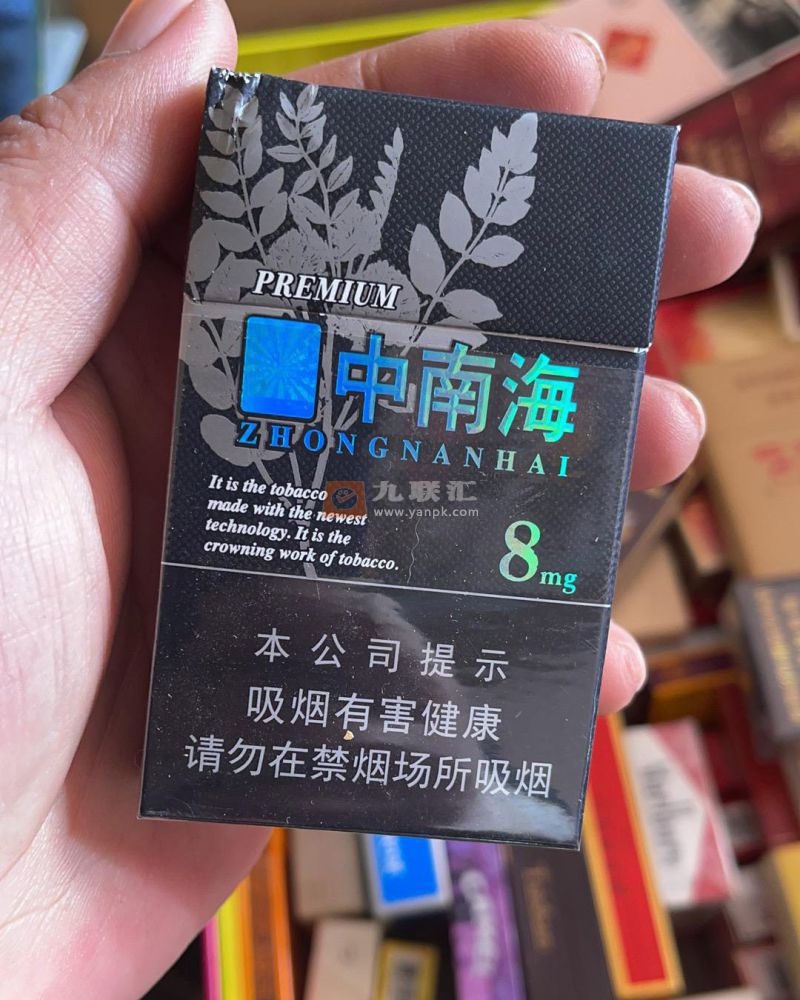 PREMIUM
中南海
ZHONGNANHAI
It is the tobacco
made with the newest
technology. It is the
crowning work of tobacco.
九联汇
www.yanpk.com
8mg
本公司提示
吸烟有害健康
请勿在禁烟场所吸烟